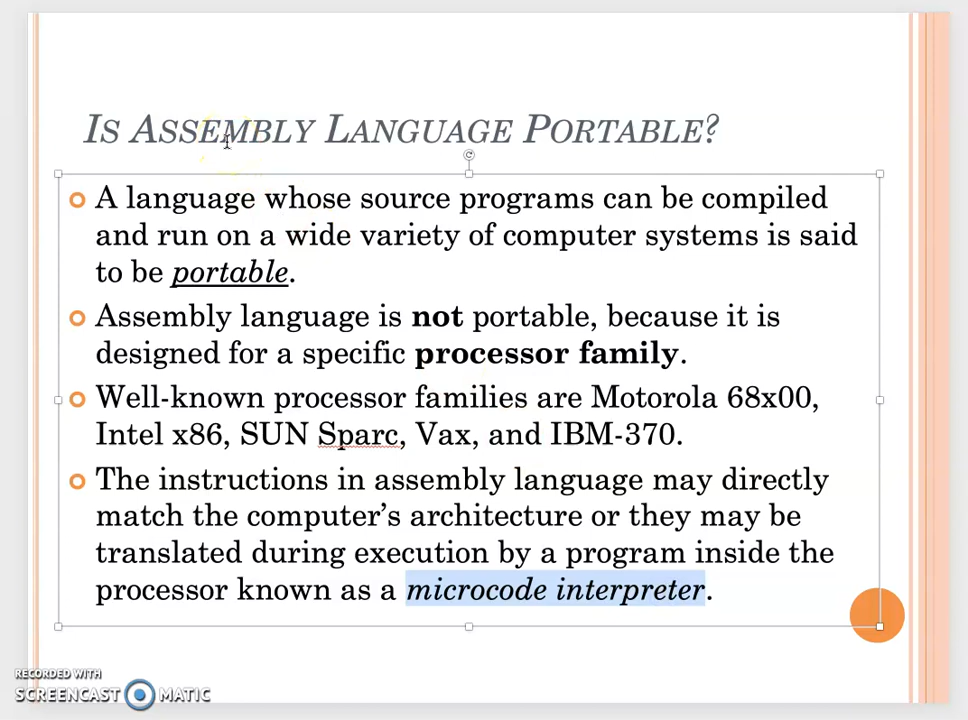 Is Assembly Language Portable?
A language whose source programs can be compiled
and run on a wide variety of computer systems is said
to be portable.
Assembly language is not portable, because it is
designed for a specific processor family.
Well-known processor families are Motorola 68x00,
Intel x86, SUN Sparc, Vax, and IBM-370.
The instructions in assembly language may directly
match the computer’s architecture or they may be
translated during execution by a program inside the
processor known as a microcode interpreter.
RECORDED WITH
SCREENCAST MATIC